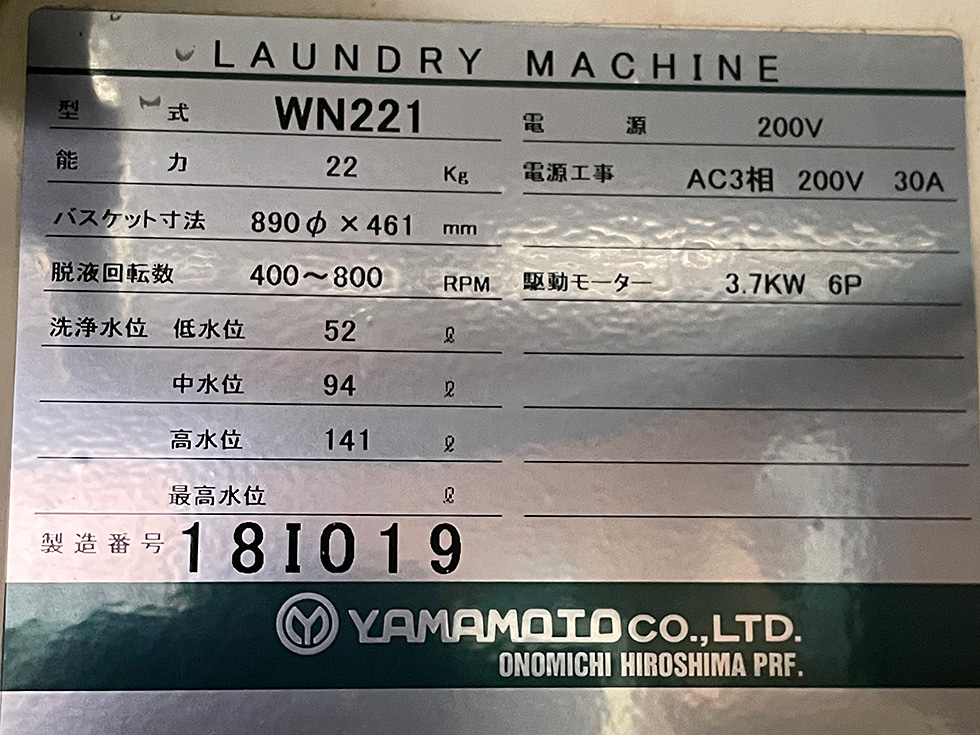 LAUNDRY MACHINE
型式 WN221
能力 22 Kg
バスケット寸法 890φ×461 mm
脱液回転数 400～800 RPM
洗浄水位 低水位 52 ℓ
中水位 94 ℓ
高水位 141 ℓ
最高水位 ℓ
製造番号 18I019
電源 200V
電源工事 AC3相 200V 30A
駆動モーター 3.7KW 6P
YAMAMOTO CO.,LTD.
ONOMICHI HIROSHIMA PRF.